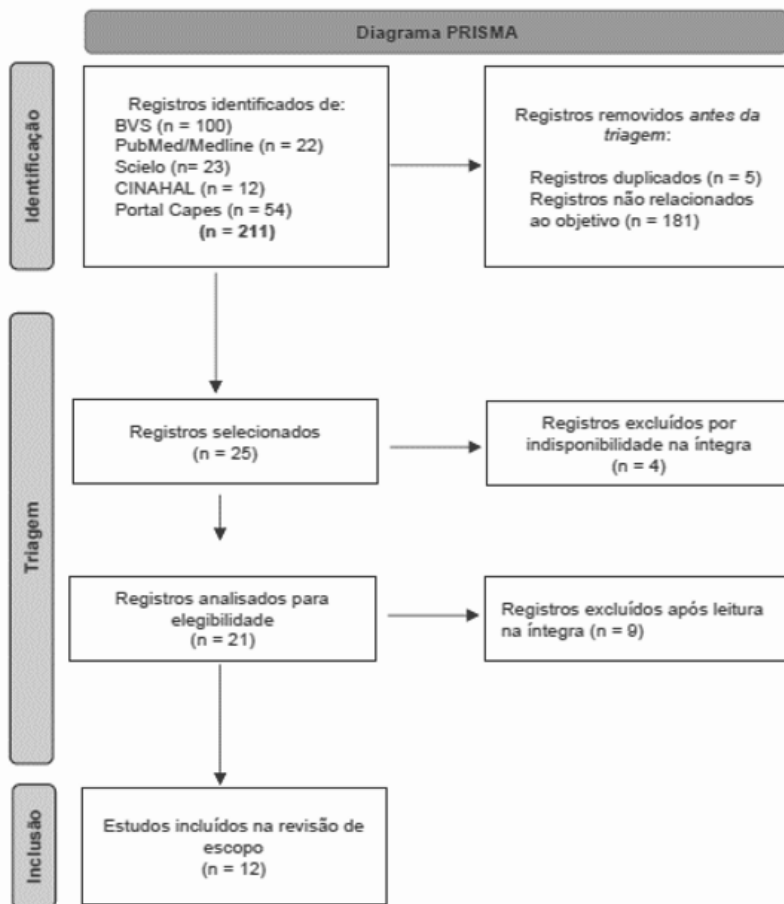 Diagrama PRISMA
Identificação
Registros identificados de:
BVS (n = 100)
PubMed/Medline (n = 22)
Scielo (n= 23)
CINAHAL (n = 12)
Portal Capes (n = 54)
(n = 211)
Registros removidos antes da
triagem:
Registros duplicados (n = 5)
Registros não relacionados
ao objetivo (n = 181)
Triagem
Registros selecionados
(n = 25)
Registros excluídos por
indisponibilidade na íntegra
(n = 4)
Registros analisados para
elegibilidade
(n = 21)
Registros excluídos após leitura
na íntegra (n = 9)
Inclusão
Estudos incluídos na revisão de
escopo
(n = 12)